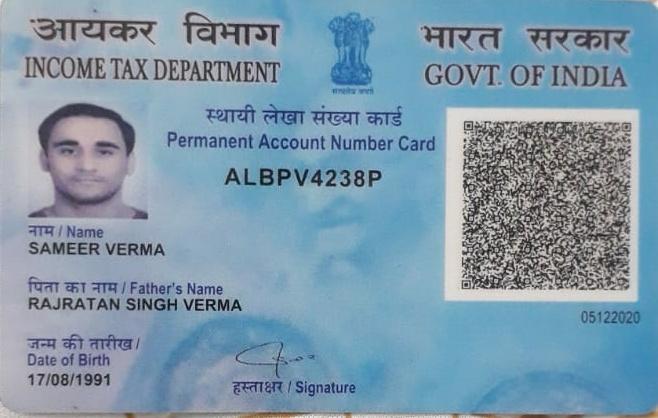 आयकर विभाग
INCOME TAX DEPARTMENT
भारत सरकार
GOVT. OF INDIA
सत्यमेव जयते
स्थायी लेखा संख्या कार्ड
Permanent Account Number Card
ALBPV4238P
नाम / Name
SAMEER VERMA
पिता का नाम / Father's Name
RAJRATAN SINGH VERMA
जन्म की तारीख /
Date of Birth
17/08/1991
हस्ताक्षर / Signature
05122020